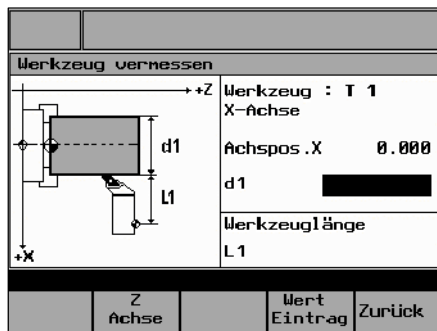 Werkzeug vermessen
+Z
d1
L1
+X
Werkzeug : T 1
X-Achse
Achspos.X 0.000
d1
Werkzeuglänge
L1
Z Achse
Wert Eintrag
Zurück